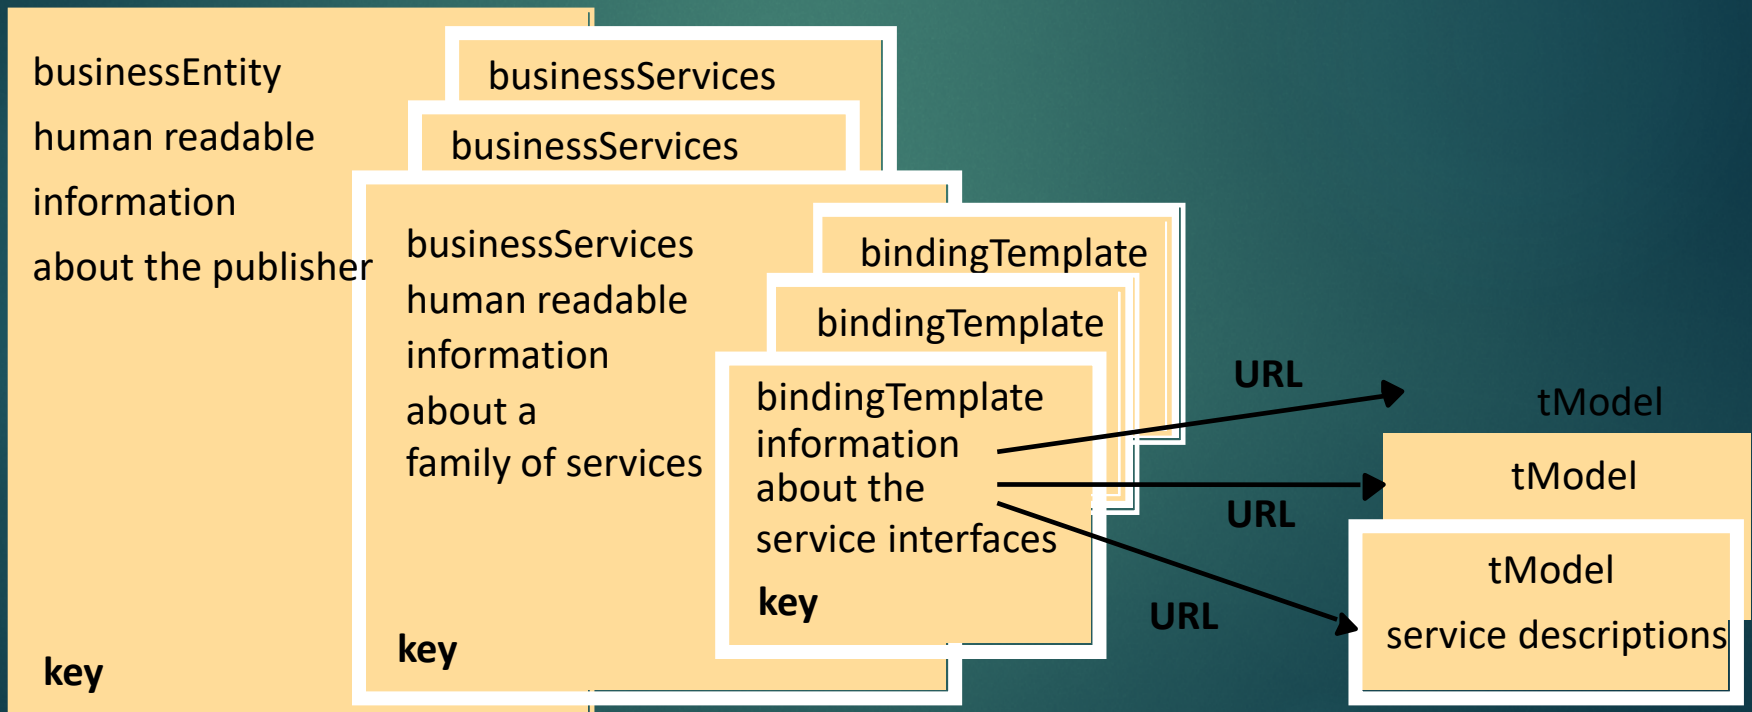 businessEntity
human readable
information
about the publisher
key
businessServices
businessServices
businessServices
human readable
information
about a
family of services
key
bindingTemplate
bindingTemplate
bindingTemplate
information
about the
service interfaces
key
URL
URL
URL
tModel
tModel
tModel
service descriptions